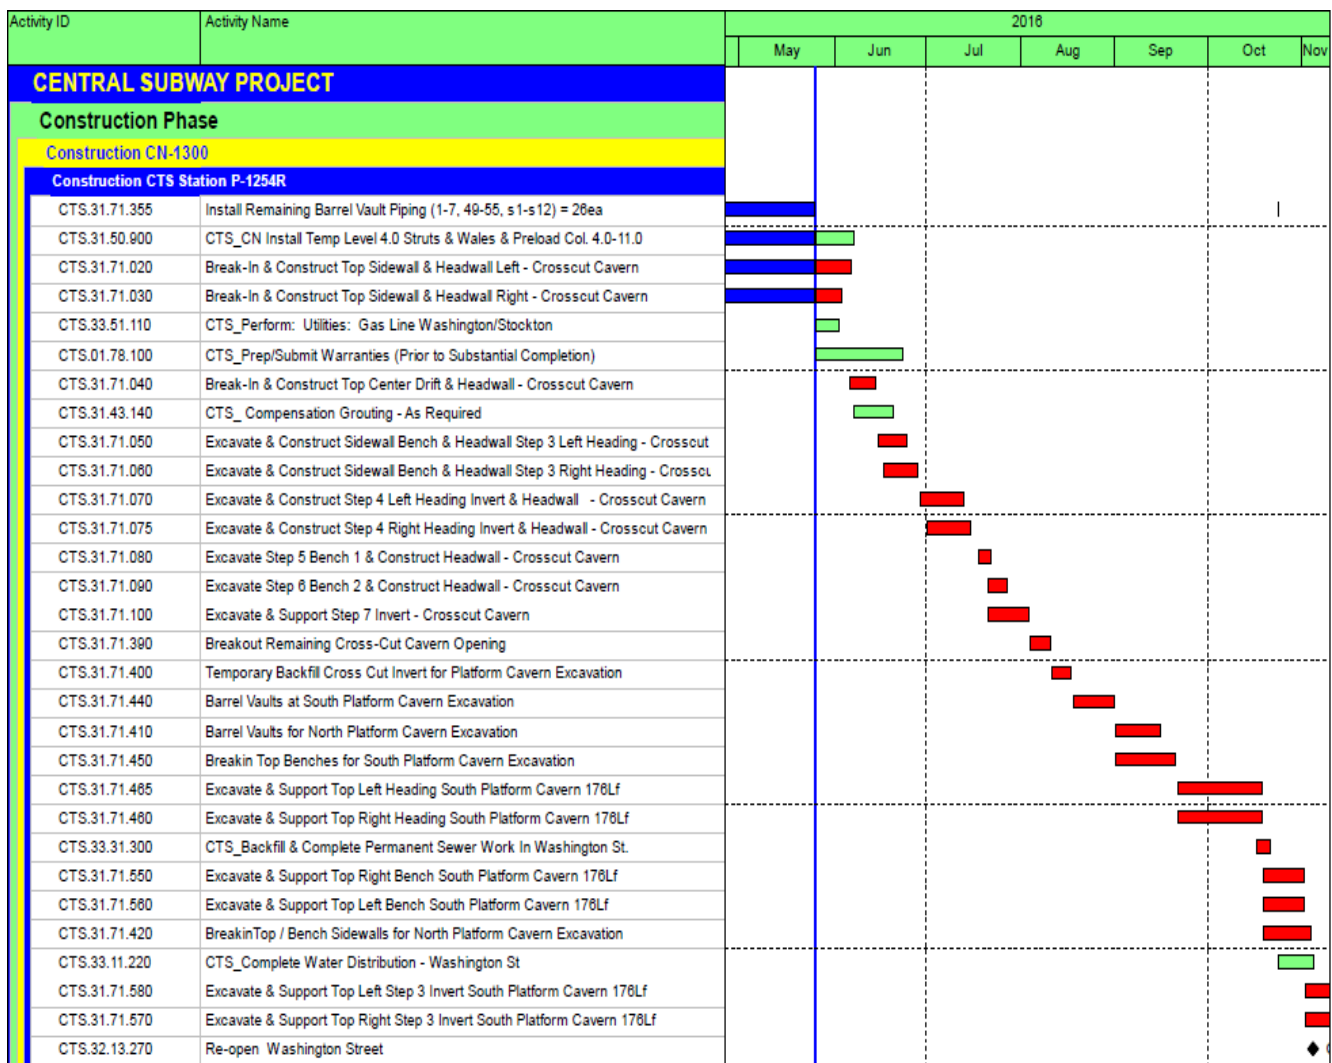 Activity ID Activity Name 2016
May Jun Jul Aug Sep Oct Nov
CENTRAL SUBWAY PROJECT
Construction Phase
Construction CN-1300
Construction CTS Station P-1254R
CTS.31.71.355 Install Remaining Barrel Vault Piping (1-7, 49-55, s1-s12) = 26ea
CTS.31.50.900 CTS_CN Install Temp Level 4.0 Struts & Wales & Preload Col. 4.0-11.0
CTS.31.71.020 Break-In & Construct Top Sidewall & Headwall Left - Crosscut Cavern
CTS.31.71.030 Break-In & Construct Top Sidewall & Headwall Right - Crosscut Cavern
CTS.33.51.110 CTS_Perform: Utilities: Gas Line Washington/Stockton
CTS.01.78.100 CTS_Prep/Submit Warranties (Prior to Substantial Completion)
CTS.31.71.040 Break-In & Construct Top Center Drift & Headwall - Crosscut Cavern
CTS.31.43.140 CTS_ Compensation Grouting - As Required
CTS.31.71.050 Excavate & Construct Sidewall Bench & Headwall Step 3 Left Heading - Crosscut
CTS.31.71.060 Excavate & Construct Sidewall Bench & Headwall Step 3 Right Heading - Crosscu
CTS.31.71.070 Excavate & Construct Step 4 Left Heading Invert & Headwall - Crosscut Cavern
CTS.31.71.075 Excavate & Construct Step 4 Right Heading Invert & Headwall - Crosscut Cavern
CTS.31.71.080 Excavate Step 5 Bench 1 & Construct Headwall - Crosscut Cavern
CTS.31.71.090 Excavate Step 6 Bench 2 & Construct Headwall - Crosscut Cavern
CTS.31.71.100 Excavate & Support Step 7 Invert - Crosscut Cavern
CTS.31.71.390 Breakout Remaining Cross-Cut Cavern Opening
CTS.31.71.400 Temporary Backfill Cross Cut Invert for Platform Cavern Excavation
CTS.31.71.440 Barrel Vaults at South Platform Cavern Excavation
CTS.31.71.410 Barrel Vaults for North Platform Cavern Excavation
CTS.31.71.450 Breakin Top Benches for South Platform Cavern Excavation
CTS.31.71.465 Excavate & Support Top Left Heading South Platform Cavern 176Lf
CTS.31.71.460 Excavate & Support Top Right Heading South Platform Cavern 176Lf
CTS.33.31.300 CTS_Backfill & Complete Permanent Sewer Work In Washington St.
CTS.31.71.550 Excavate & Support Top Right Bench South Platform Cavern 176Lf
CTS.31.71.560 Excavate & Support Top Left Bench South Platform Cavern 176Lf
CTS.31.71.420 BreakinTop / Bench Sidewalls for North Platform Cavern Excavation
CTS.33.11.220 CTS_Complete Water Distribution - Washington St
CTS.31.71.580 Excavate & Support Top Left Step 3 Invert South Platform Cavern 176Lf
CTS.31.71.570 Excavate & Support Top Right Step 3 Invert South Platform Cavern 176Lf
CTS.32.13.270 Re-open Washington Street